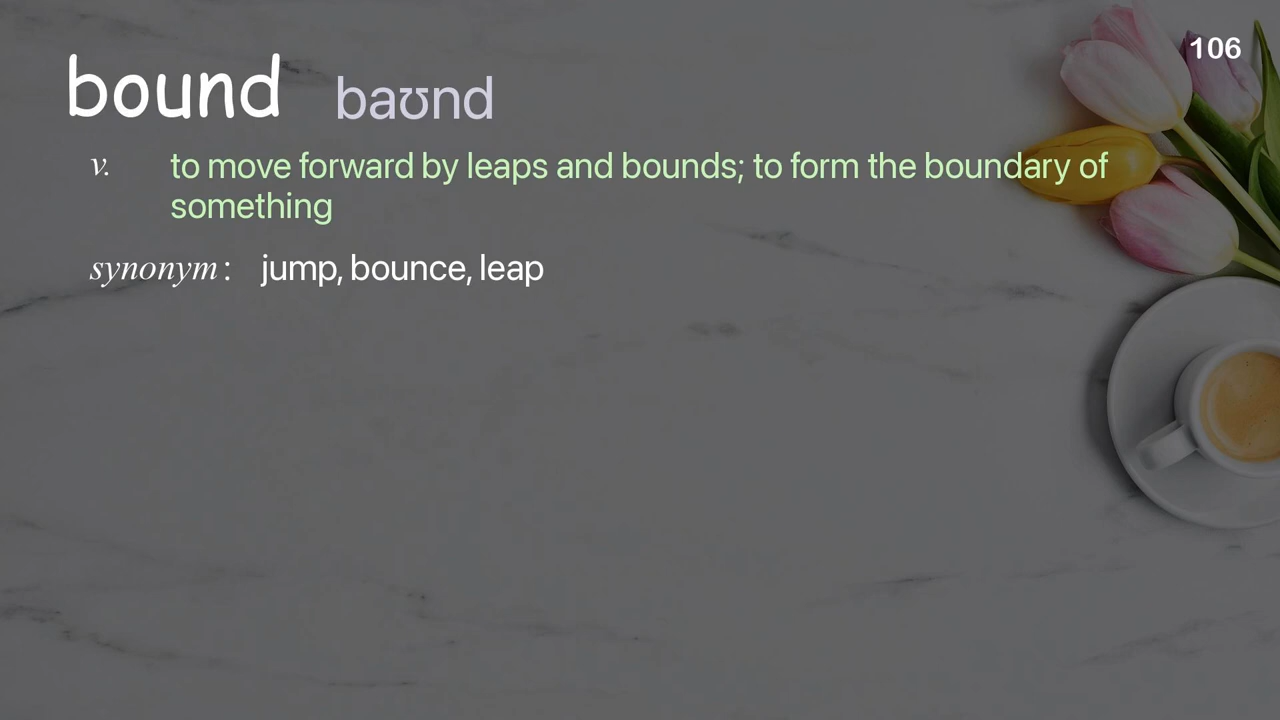 106
bound baʊnd
v. to move forward by leaps and bounds; to form the boundary of
something
synonym: jump, bounce, leap